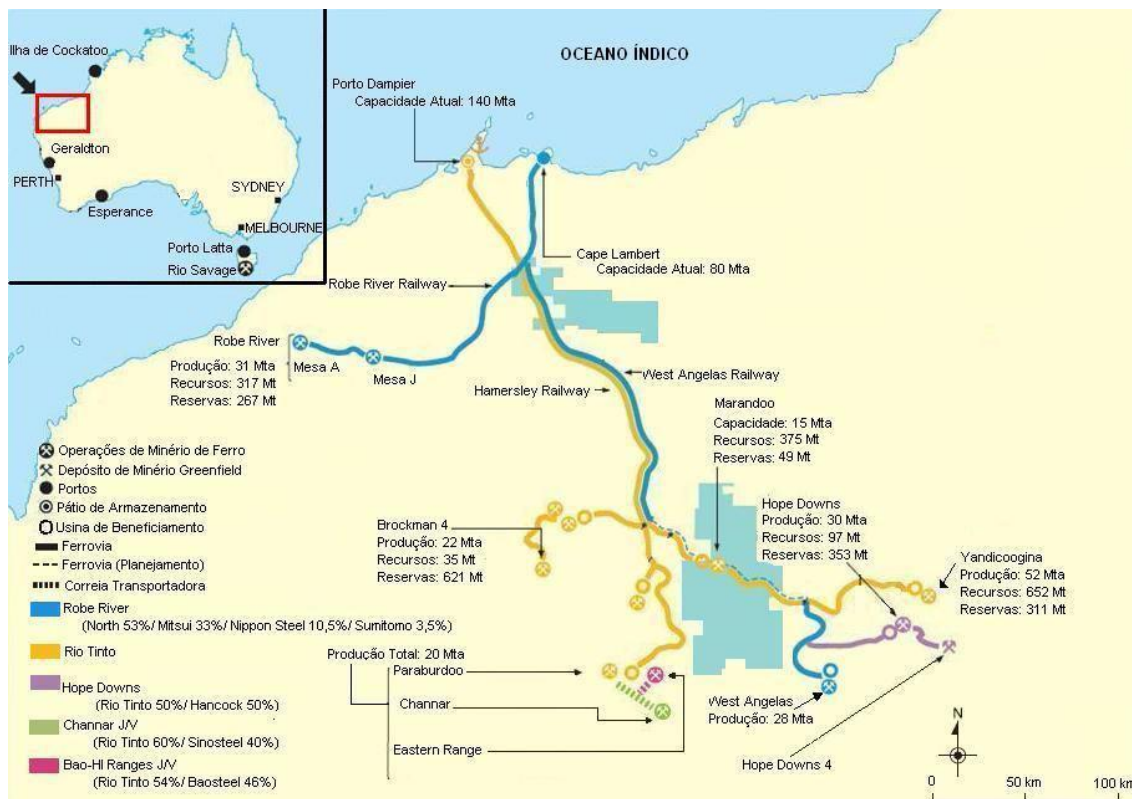 OCEANO ÍNDICO
Ilha de Cockatoo
Geraldton
PERTH
Esperance
SYDNEY
MELBOURNE
Porto Latta
Rio Savage
Porto Dampier
Capacidade Atual: 140 Mta
Cape Lambert
Capacidade Atual: 80 Mta
Robe River Railway
Robe River
Produção: 31 Mta
Recursos: 317 Mt
Reservas: 267 Mt
Mesa A
Mesa J
West Angelas Railway
Hamersley Railway
Marandoo
Capacidade: 15 Mta
Recursos: 375 Mt
Reservas: 49 Mt
Operações de Minério de Ferro
Depósito de Minério Greenfield
Portos
Pátio de Armazenamento
Usina de Beneficiamento
Ferrovia
Ferrovia (Planejamento)
Correia Transportadora
Robe River
(North 53%/ Mitsui 33%/ Nippon Steel 10,5%/ Sumitomo 3,5%)
Rio Tinto
Hope Downs
(Rio Tinto 50%/ Hancock 50%)
Channar J/V
(Rio Tinto 60%/ Sinosteel 40%)
Bao-HI Ranges J/V
(Rio Tinto 54%/ Baosteel 46%)
Brockman 4
Produção: 22 Mta
Recursos: 35 Mt
Reservas: 621 Mt
Hope Downs
Produção: 30 Mta
Recursos: 97 Mt
Reservas: 353 Mt
Yandicoogina
Produção: 52 Mta
Recursos: 652 Mt
Reservas: 311 Mt
Produção Total: 20 Mta
Paraburdoo
Channar
Eastern Range
West Angelas
Produção: 28 Mta
Hope Downs 4
N
0 50 km 100 km